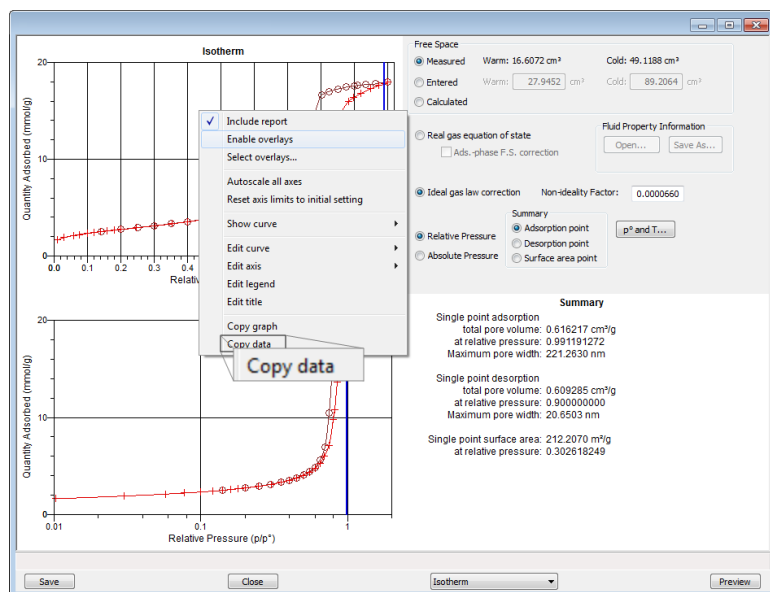 Isotherm
20
10
0
Quantity Adsorbed (mmol/g)
0.0 0.1 0.2 0.3 0.4
Relati
✓ Include report
Enable overlays
Select overlays...
Autoscale all axes
Reset axis limits to initial setting
Show curve
Edit curve
Edit axis
Edit legend
Edit title
Copy graph
Copy data
Copy data
20
10
0
Quantity Adsorbed (mmol/g)
0.01 0.1 1
Relative Pressure (p/p°)
Free Space
Measured Warm: 16.6072 cm³ Cold: 49.1188 cm³
Entered Warm: 27.9452 cm³ Cold: 89.2064 cm³
Calculated
Real gas equation of state
Ads.-phase F.S. correction
Fluid Property Information
Open... Save As...
Ideal gas law correction Non-ideality Factor: 0.0000660
Relative Pressure
Absolute Pressure
Summary
Adsorption point
Desorption point
Surface area point
p° and T...
Summary
Single point adsorption
total pore volume: 0.616217 cm³/g
at relative pressure: 0.991191272
Maximum pore width: 221.2630 nm
Single point desorption
total pore volume: 0.609285 cm³/g
at relative pressure: 0.900000000
Maximum pore width: 20.6503 nm
Single point surface area: 212.2070 m²/g
at relative pressure: 0.302618249
Save Close Isotherm Preview